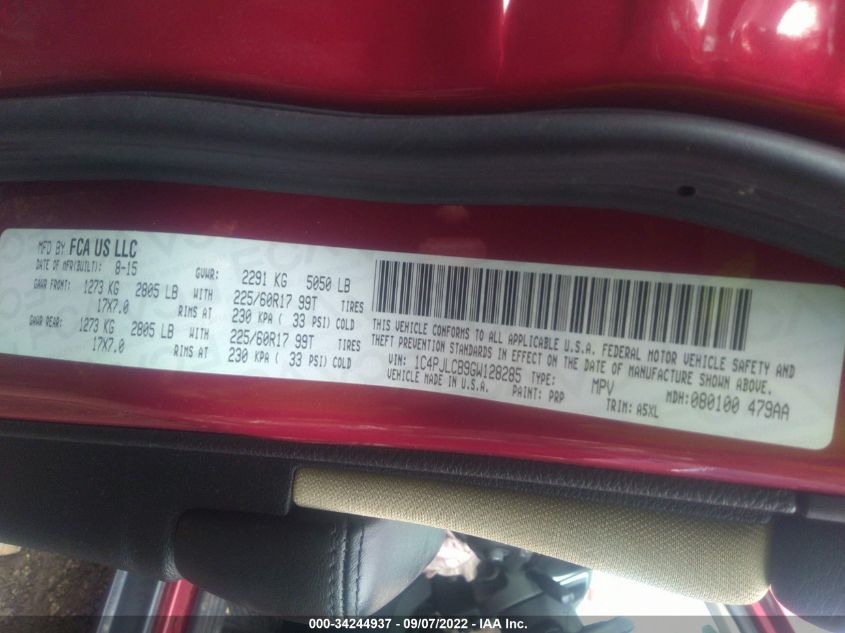 MFD BY FCA US LLC
DATE OF MFR(BUILT): 8-15 GVWR: 2291 KG 5050 LB
GAWR FRONT: 1273 KG 2805 LB WITH 225/60R17 99T TIRES
17X7.0 RIMS AT 230 KPA ( 33 PSI) COLD
GAWR REAR: 1273 KG 2805 LB WITH 225/60R17 99T TIRES
17X7.0 RIMS AT 230 KPA ( 33 PSI) COLD
THIS VEHICLE CONFORMS TO ALL APPLICABLE U.S.A. FEDERAL MOTOR VEHICLE SAFETY AND
THEFT PREVENTION STANDARDS IN EFFECT ON THE DATE OF MANUFACTURE SHOWN ABOVE.
VIN: 1C4PJLCB9GW128285 TYPE: MPV MDH: 080100 479AA
VEHICLE MADE IN U.S.A. PAINT: PRP TRIM: A5XL
000-34244937 - 09/07/2022 - IAA Inc.